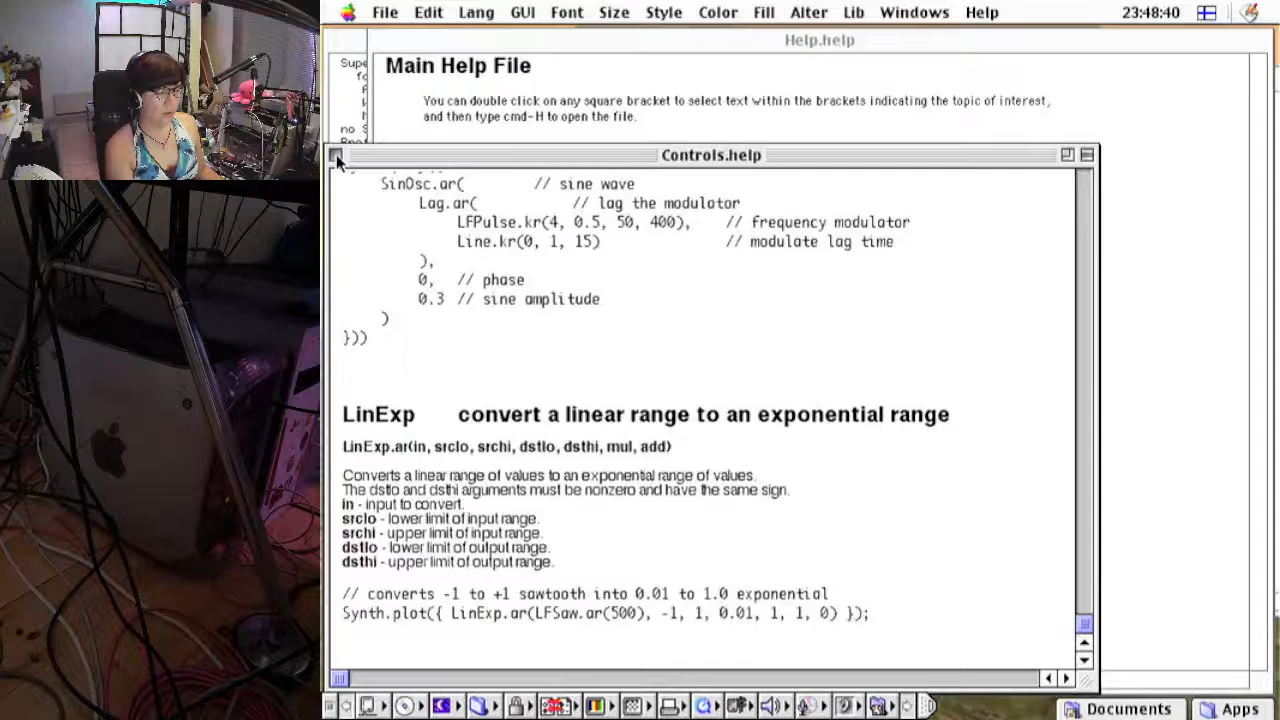 File Edit Lang GUI Font Size Style Color Fill Alter Lib Windows Help 23:48:40
Help.help
Supe
Main Help File
You can double click on any square bracket to select text within the brackets indicating the topic of interest,
and then type cmd-H to open the file.
no S
Controls.help
SinOsc.ar( // sine wave
Lag.ar( // lag the modulator
LFPulse.kr(4, 0.5, 50, 400), // frequency modulator
Line.kr(0, 1, 15) // modulate lag time
),
0, // phase
0.3 // sine amplitude
)
}))
LinExp convert a linear range to an exponential range
LinExp.ar(in, srclo, srchi, dstlo, dsthi, mul, add)
Converts a linear range of values to an exponential range of values.
The dstlo and dsthi arguments must be nonzero and have the same sign.
in - input to convert.
srclo - lower limit of input range.
srchi - upper limit of input range.
dstlo - lower limit of output range.
dsthi - upper limit of output range.
// converts -1 to +1 sawtooth into 0.01 to 1.0 exponential
Synth.plot({ LinExp.ar(LFSaw.ar(500), -1, 1, 0.01, 1, 1, 0) });
Documents Apps